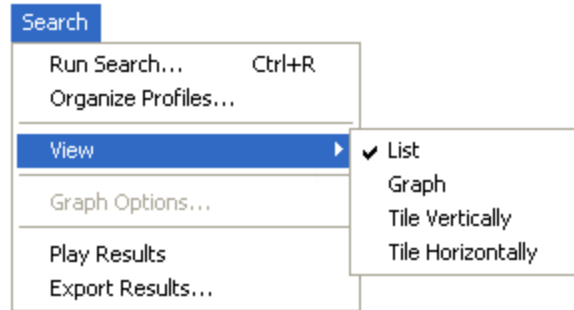 Search
Run Search... Ctrl+R
Organize Profiles...
View
List
Graph
Tile Vertically
Tile Horizontally
Graph Options...
Play Results
Export Results...